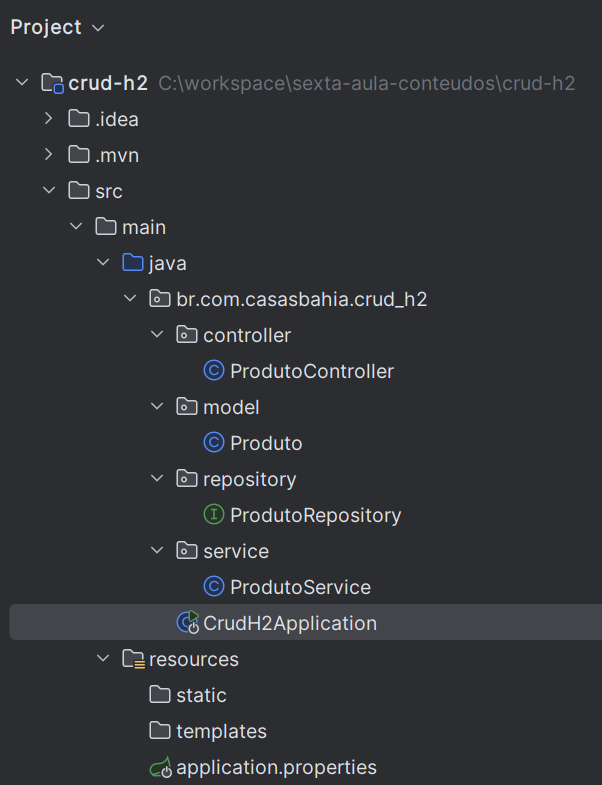 Project
crud-h2 C:\workspace\sexta-aula-conteudos\crud-h2
.idea
.mvn
src
main
java
br.com.casasbahia.crud_h2
controller
C ProdutoController
model
C Produto
repository
I ProdutoRepository
service
C ProdutoService
C CrudH2Application
resources
static
templates
application.properties